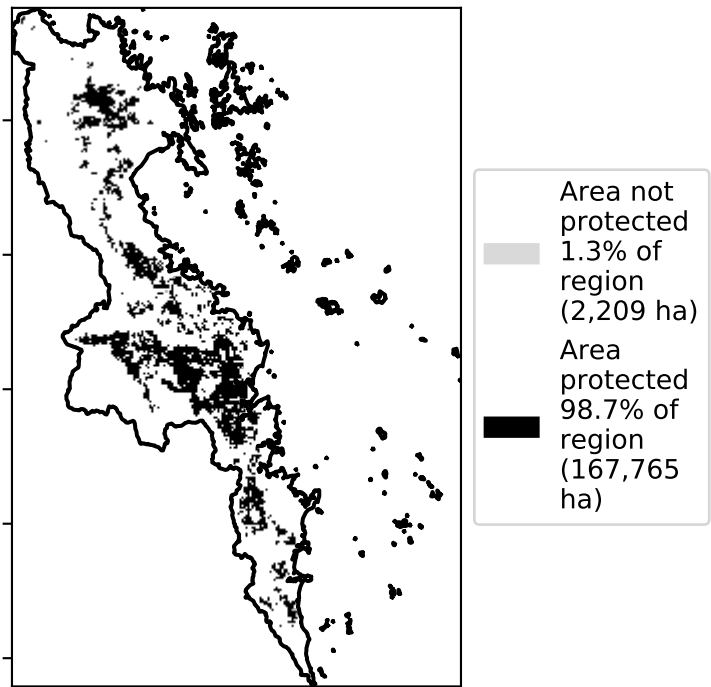 Area not
protected
1.3% of
region
(2,209 ha)
Area
protected
98.7% of
region
(167,765
ha)